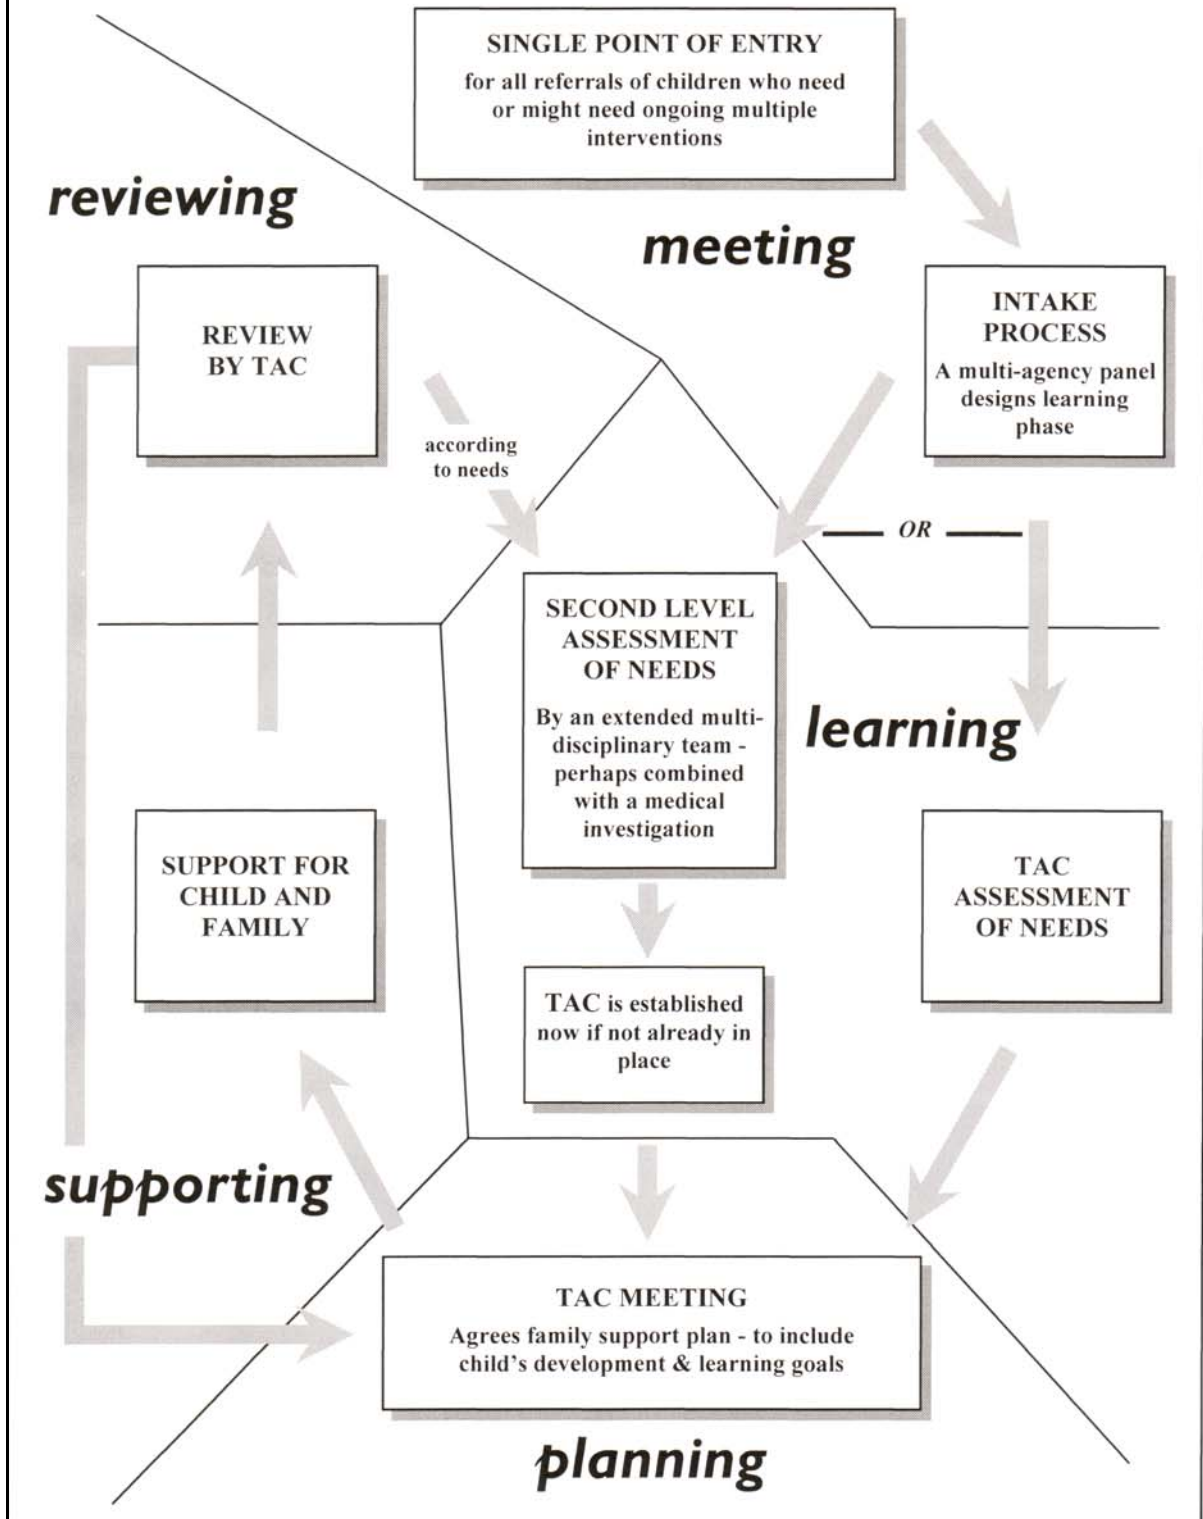 SINGLE POINT OF ENTRY
for all referrals of children who need
or might need ongoing multiple
interventions
reviewing
meeting
REVIEW
BY TAC
INTAKE
PROCESS
A multi-agency panel
designs learning
phase
according
to needs
OR
SECOND LEVEL
ASSESSMENT
OF NEEDS
By an extended multi-
disciplinary team -
perhaps combined
with a medical
investigation
learning
SUPPORT FOR
CHILD AND
FAMILY
TAC
ASSESSMENT
OF NEEDS
TAC is established
now if not already in
place
supporting
TAC MEETING
Agrees family support plan - to include
child's development & learning goals
planning